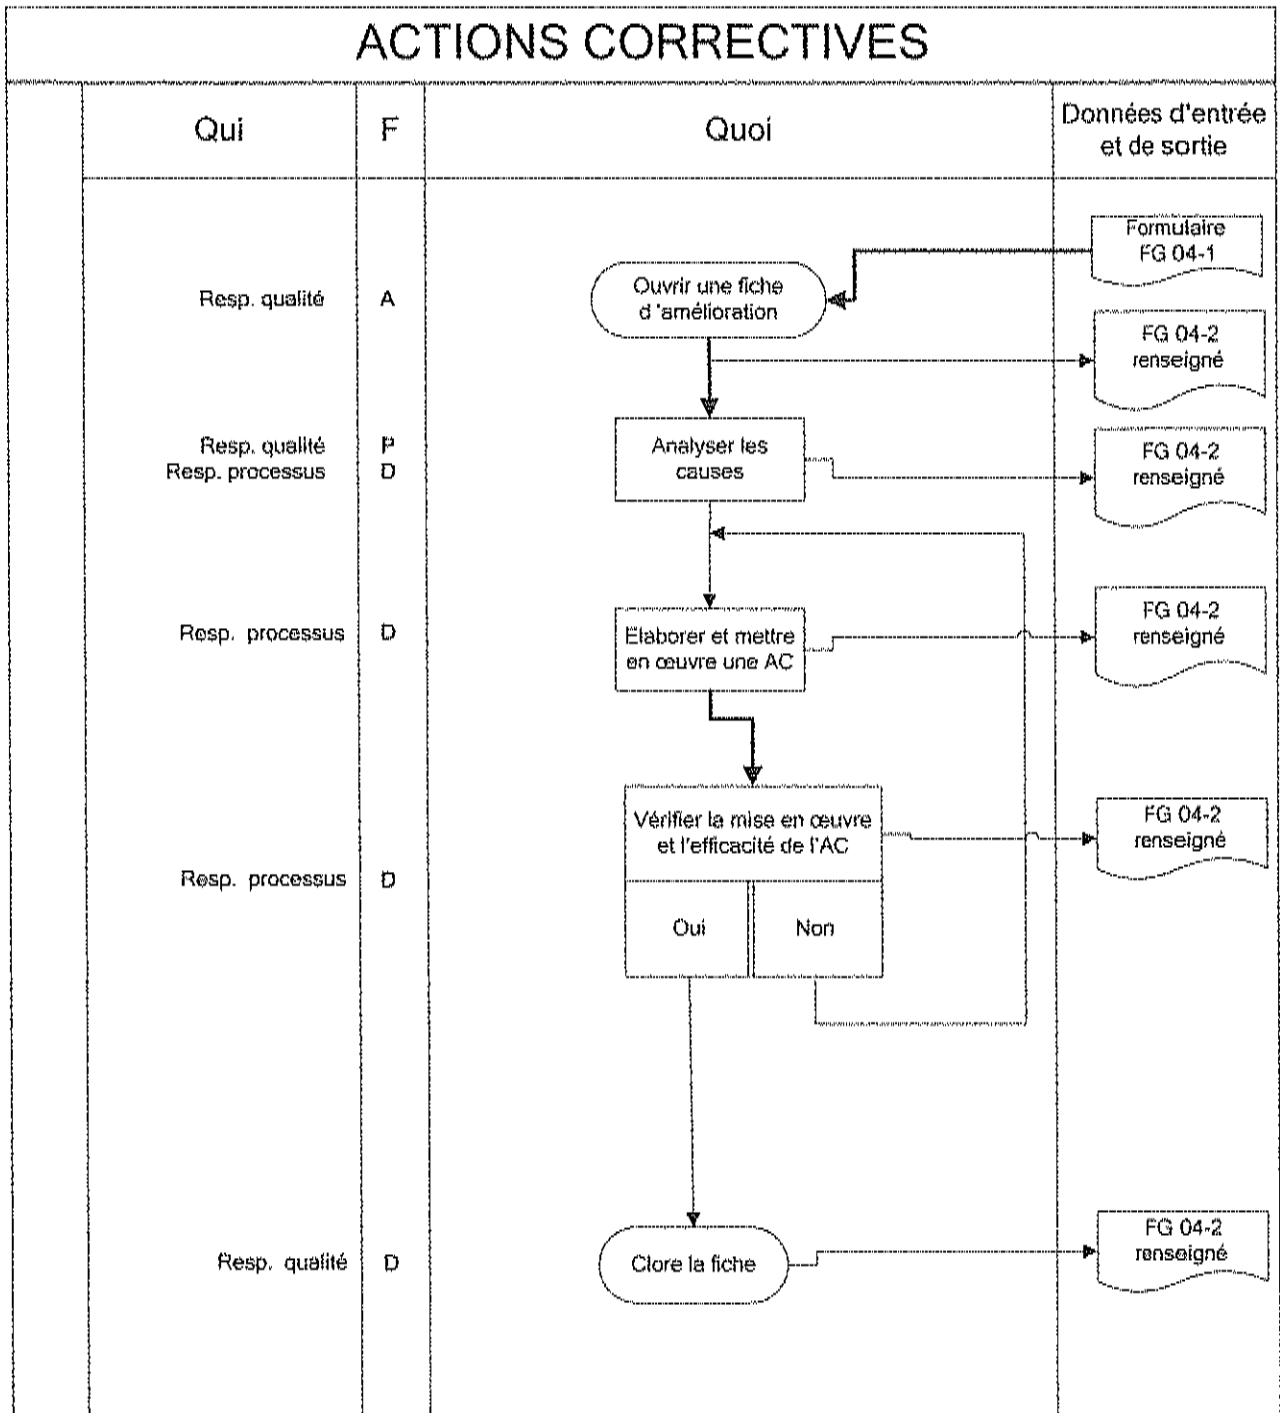 ACTIONS CORRECTIVES
Qui
F
Quoi
Données d'entrée
et de sortie
Formulaire
FG 04-1
Resp. qualité
A
Ouvrir une fiche
d 'amélioration
FG 04-2
renseigné
Resp. qualité
P
Resp. processus
D
Analyser les
causes
FG 04-2
renseigné
Resp. processus
D
Elaborer et mettre
en œuvre une AC
FG 04-2
renseigné
Vérifier la mise en œuvre
et l'efficacité de l'AC
FG 04-2
renseigné
Resp. processus
D
Oui
Non
Resp. qualité
D
Clore la fiche
FG 04-2
renseigné